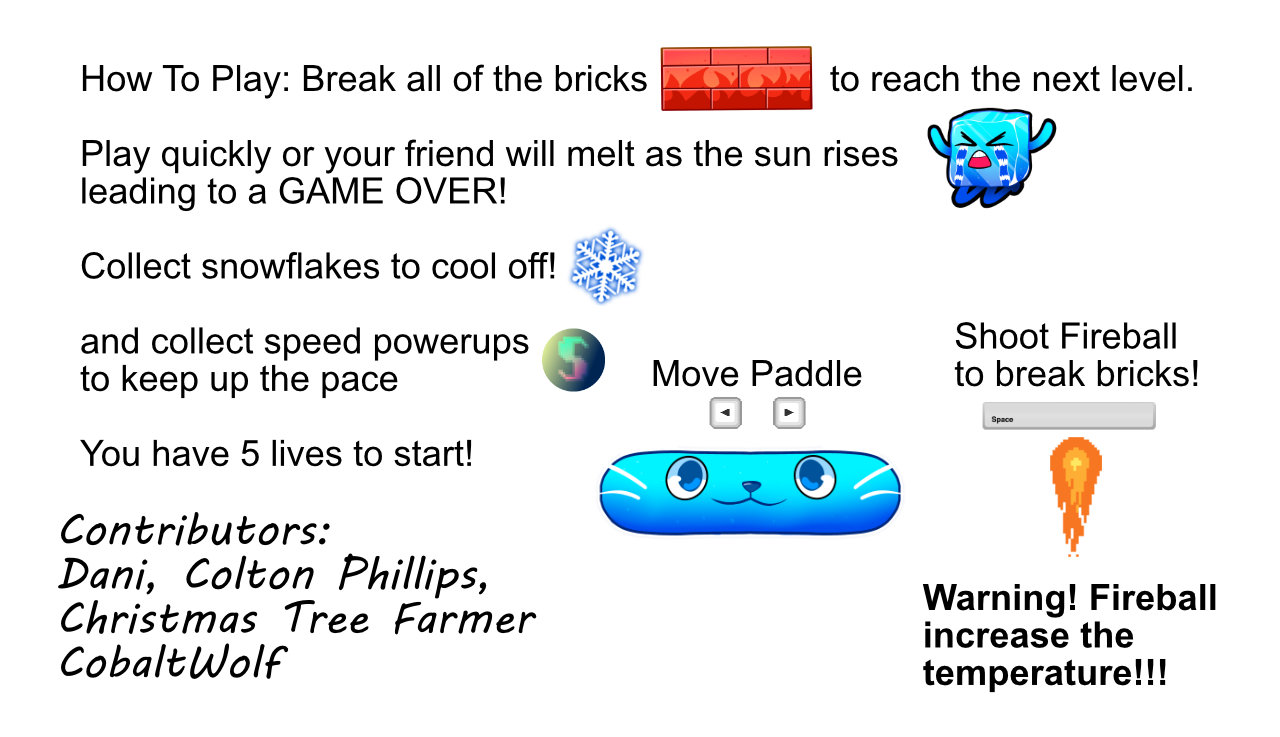 How To Play: Break all of the bricks to reach the next level.
Play quickly or your friend will melt as the sun rises
leading to a GAME OVER!
Collect snowflakes to cool off!
and collect speed powerups
to keep up the pace
S
You have 5 lives to start!
Move Paddle
Shoot Fireball
to break bricks!
Space
Warning! Fireball
increase the
temperature!!!
Contributors:
Dani, Colton Phillips,
Christmas Tree Farmer
CobaltWolf